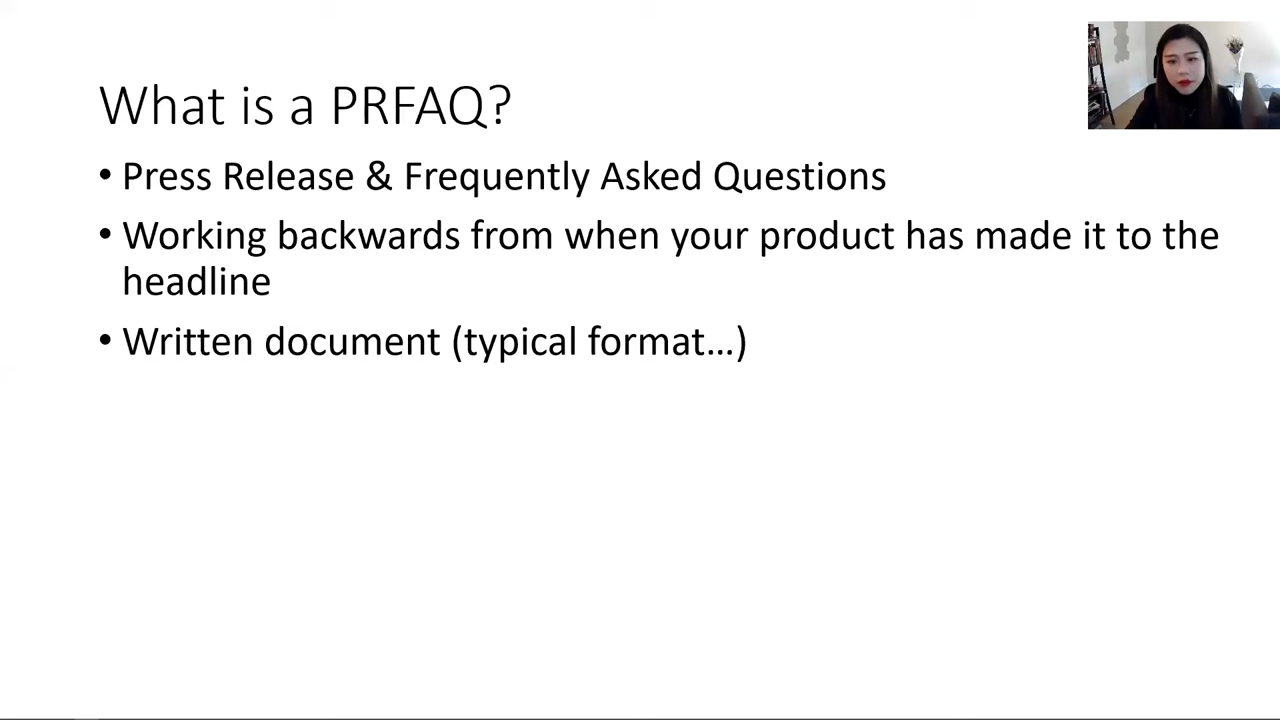 What is a PRFAQ?
• Press Release & Frequently Asked Questions
• Working backwards from when your product has made it to the
headline
• Written document (typical format...)